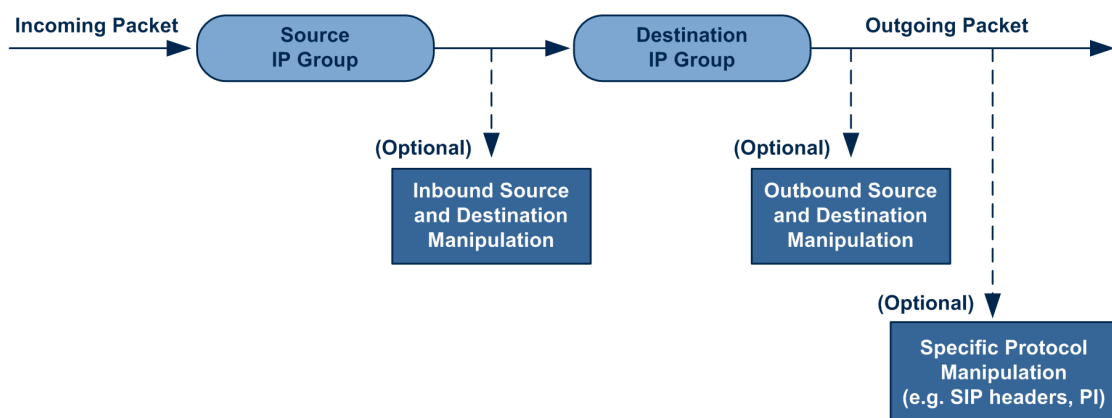 Incoming Packet
Source
IP Group
Destination
IP Group
Outgoing Packet
(Optional)
Inbound Source
and Destination
Manipulation
(Optional)
Outbound Source
and Destination
Manipulation
(Optional)
Specific Protocol
Manipulation
(e.g. SIP headers, PI)